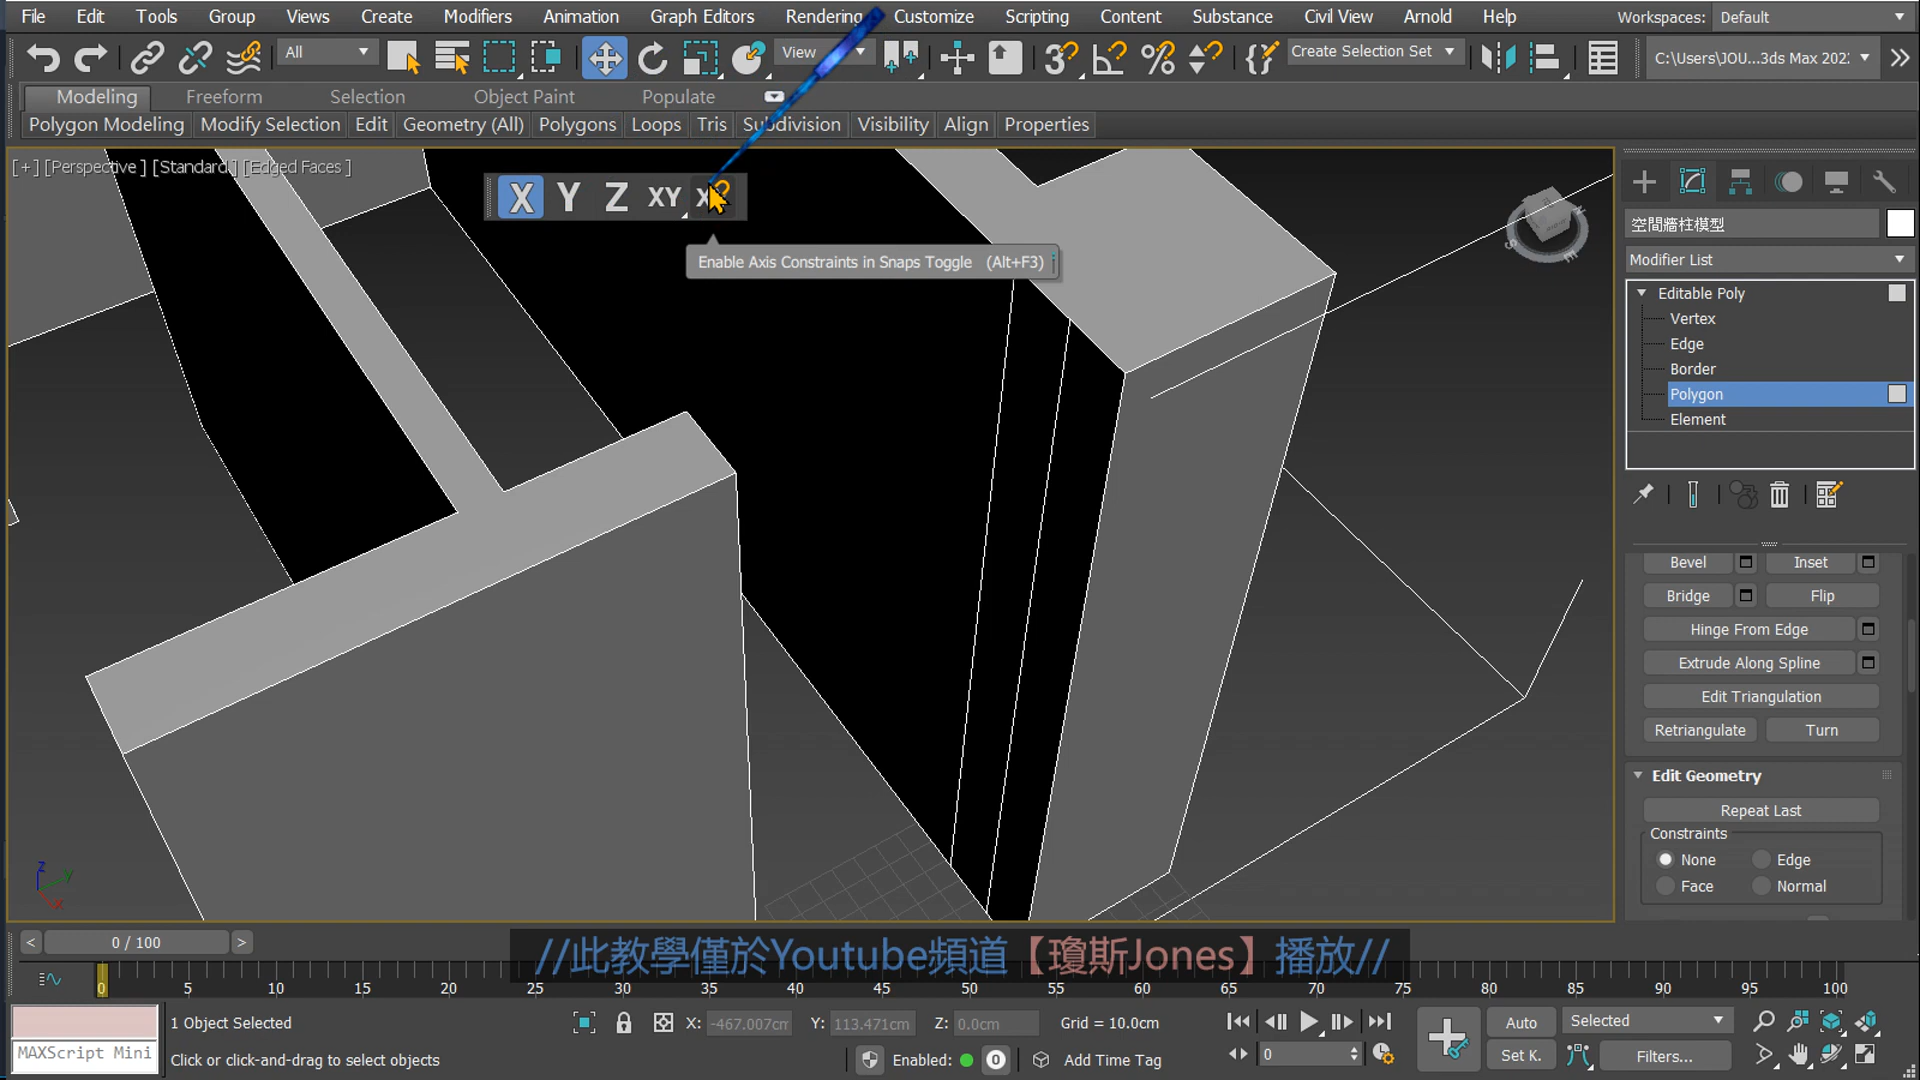 File Edit Tools Group Views Create Modifiers Animation Graph Editors Rendering Customize Scripting Content Substance Civil View Arnold Help Workspaces: Default
All View Create Selection Set C:\Users\JOU...3ds Max 202
Modeling Freeform Selection Object Paint Populate
Polygon Modeling Modify Selection Edit Geometry (All) Polygons Loops Tris Subdivision Visibility Align Properties
[+] [Perspective ] [Standard ] [Edged Faces ]
X Y Z XY
Enable Axis Constraints in Snaps Toggle (Alt+F3)
空間牆柱模型
Modifier List
Editable Poly
Vertex
Edge
Border
Polygon
Element
Bevel Inset
Bridge Flip
Hinge From Edge
Extrude Along Spline
Edit Triangulation
Retriangulate Turn
Edit Geometry
Repeat Last
Constraints
None Edge
Face Normal
< 0 / 100 >
//此教學僅於Youtube頻道【瓊斯Jones】播放//
0 5 10 15 20 25 30 35 40 45 50 55 60 65 70 75 80 85 90 95 100
1 Object Selected X: -467.007cm Y: 113.471cm Z: 0.0cm Grid = 10.0cm Auto Selected
MAXScript Mini Click or click-and-drag to select objects Enabled: 0 Add Time Tag 0 Set K. Filters...